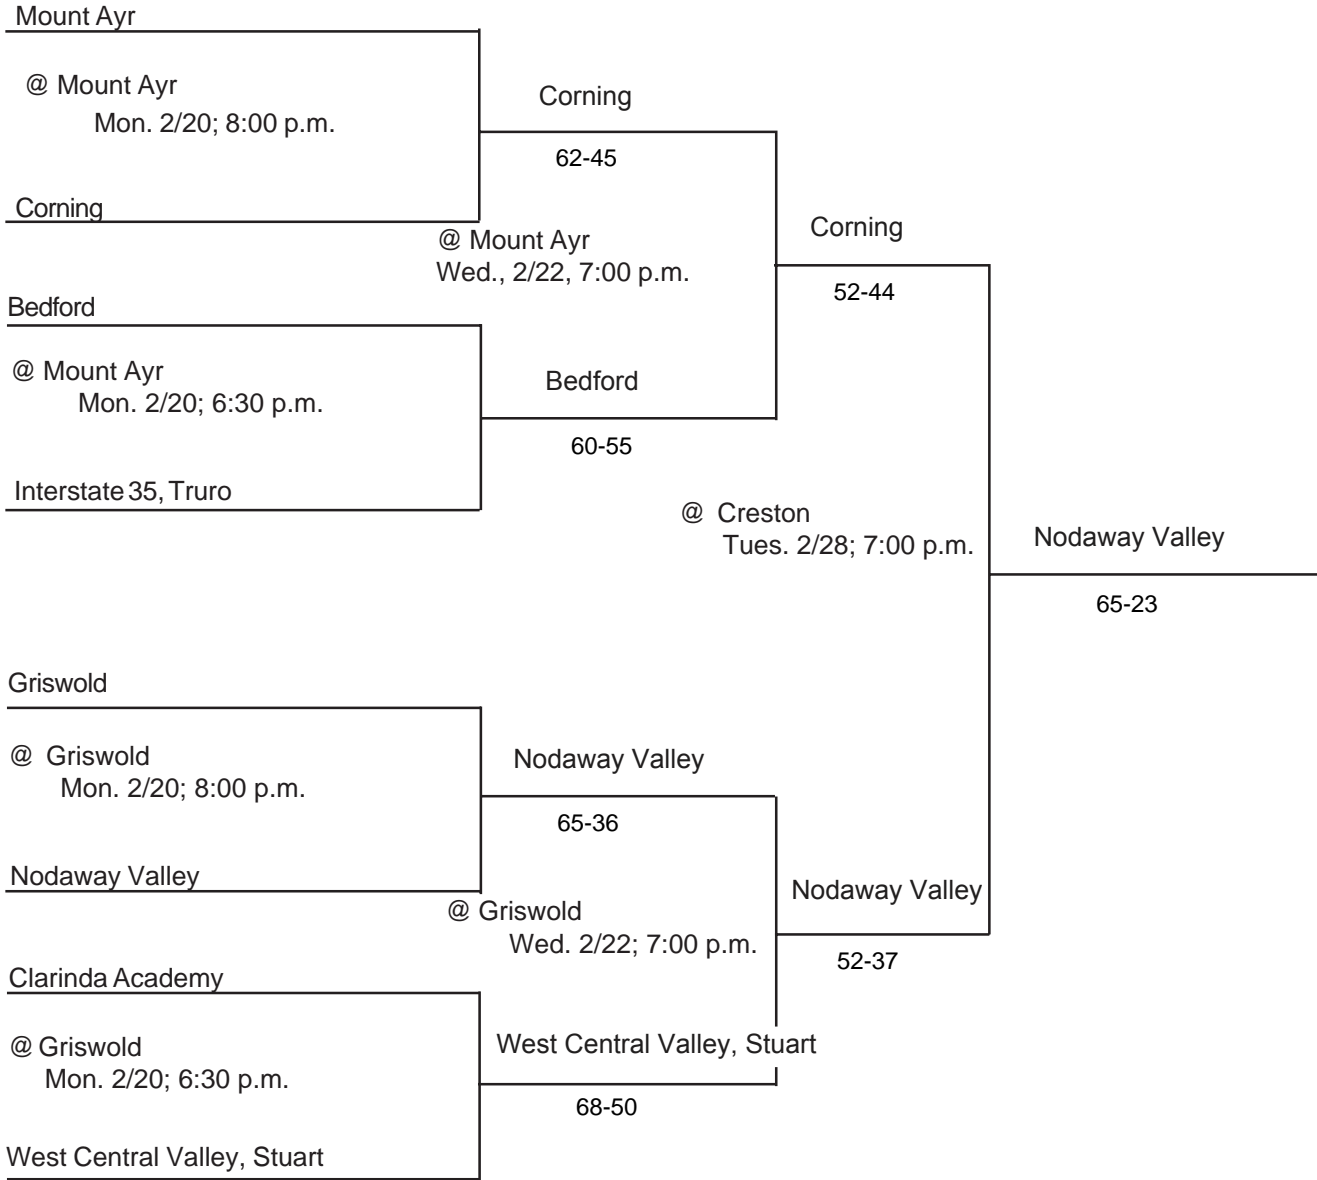 Mount Ayr
@ Mount Ayr
Mon. 2/20; 8:00 p.m.
Corning
62-45
Corning
@ Mount Ayr
Wed., 2/22, 7:00 p.m.
Corning
52-44
Bedford
@ Mount Ayr
Mon. 2/20; 6:30 p.m.
Bedford
60-55
Interstate 35, Truro
@ Creston
Tues. 2/28; 7:00 p.m.
Nodaway Valley
65-23
Griswold
@ Griswold
Mon. 2/20; 8:00 p.m.
Nodaway Valley
65-36
Nodaway Valley
@ Griswold
Wed. 2/22; 7:00 p.m.
Nodaway Valley
52-37
Clarinda Academy
@ Griswold
Mon. 2/20; 6:30 p.m.
West Central Valley, Stuart
68-50
West Central Valley, Stuart